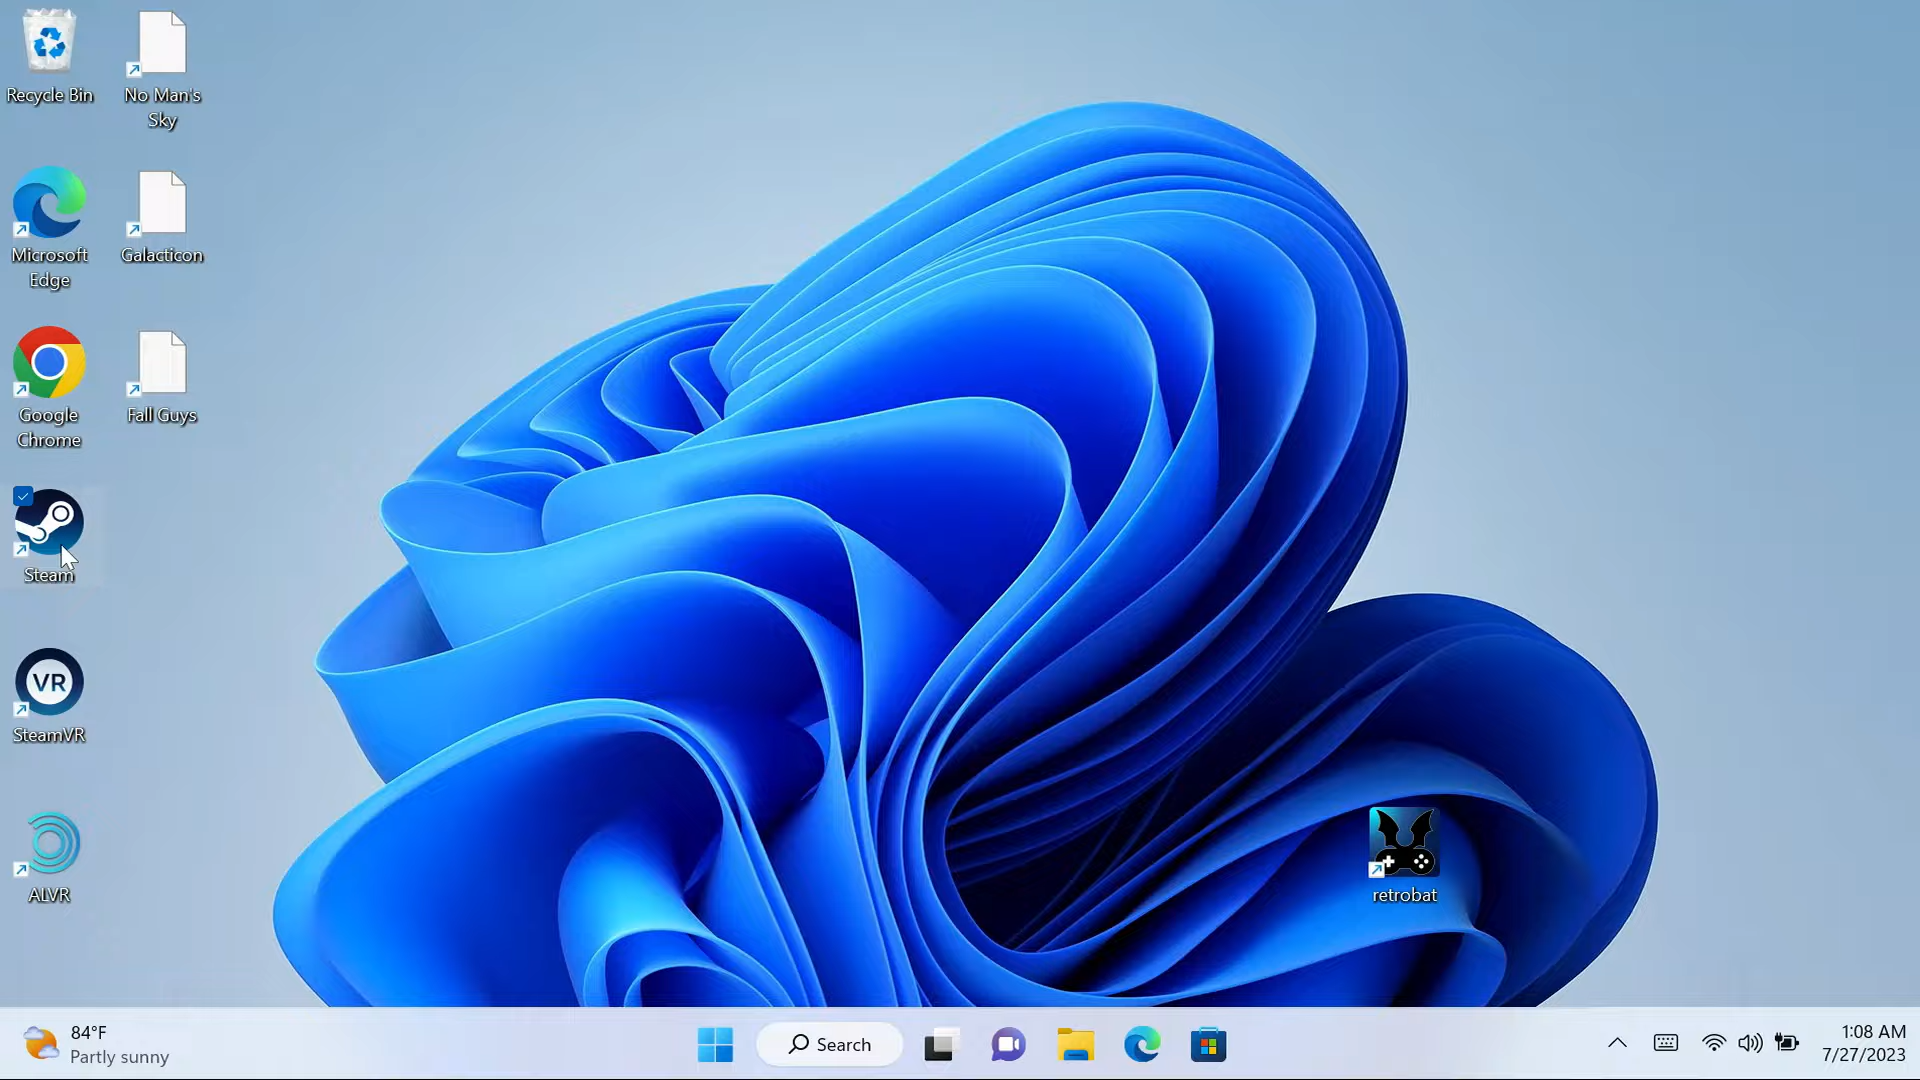 Recycle Bin
No Man's
Sky
Microsoft
Edge
Galacticon
Google
Chrome
Fall Guys
Steam
VR
SteamVR
ALVR
retrobat
84°F
Partly sunny
Search
1:08 AM
7/27/2023